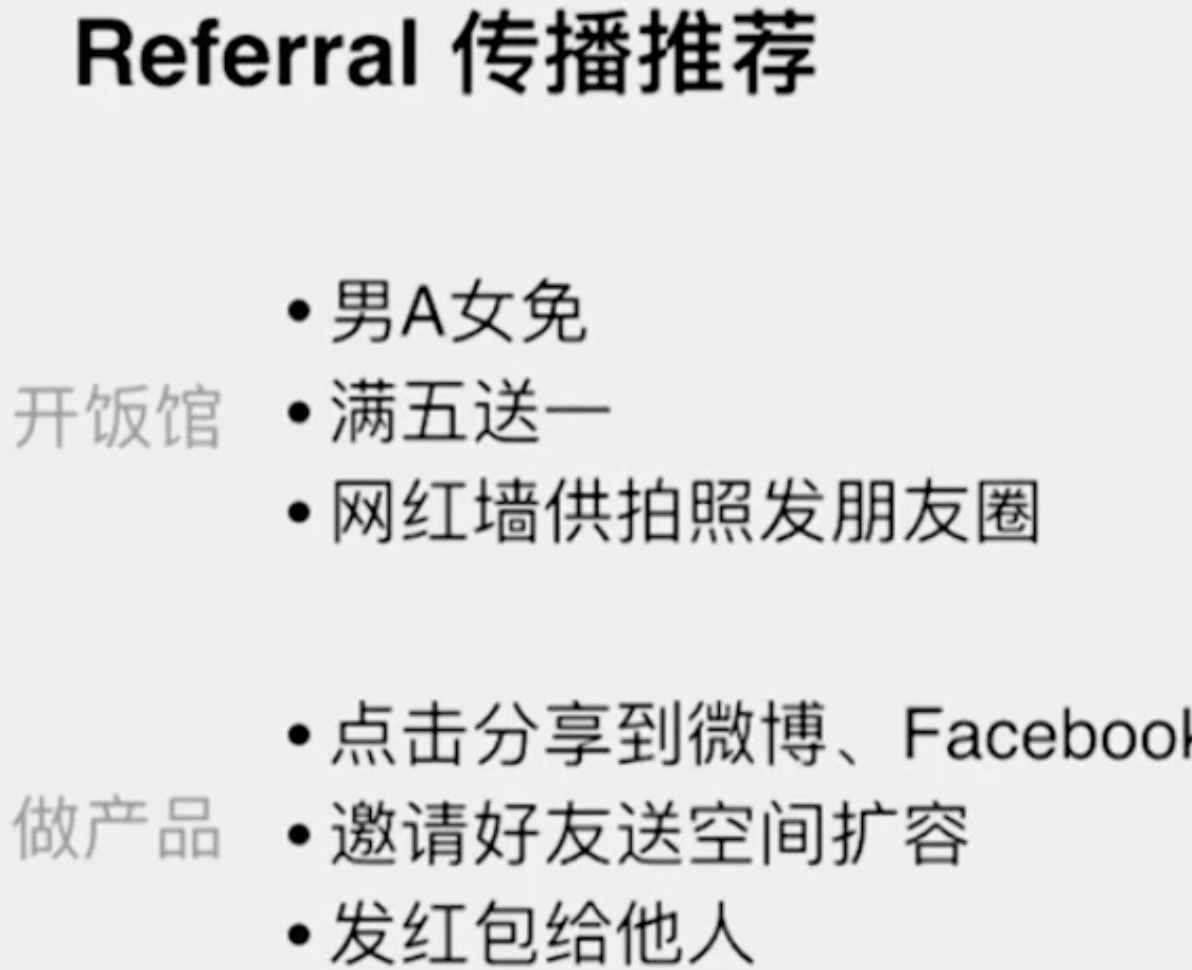 Referral 传播推荐
• 男A女免
开饭馆
• 满五送一
• 网红墙供拍照发朋友圈
• 点击分享到微博、Facebook
做产品
• 邀请好友送空间扩容
• 发红包给他人